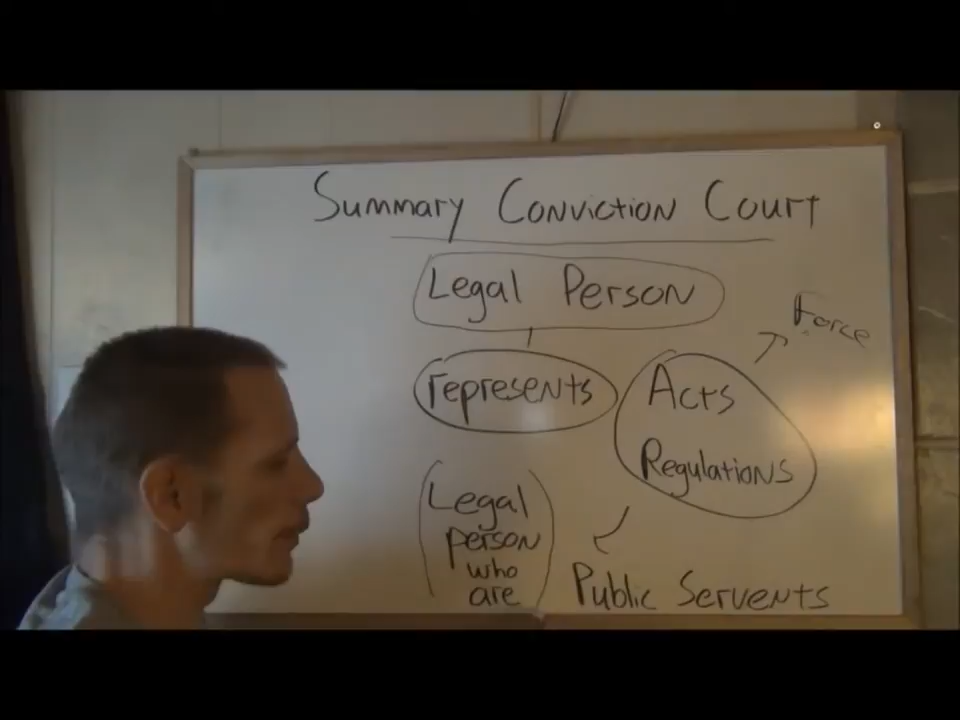 Summary Conviction Court
Legal Person
Force
represents
Acts
Regulations
Legal
person
who
are
Public Servents